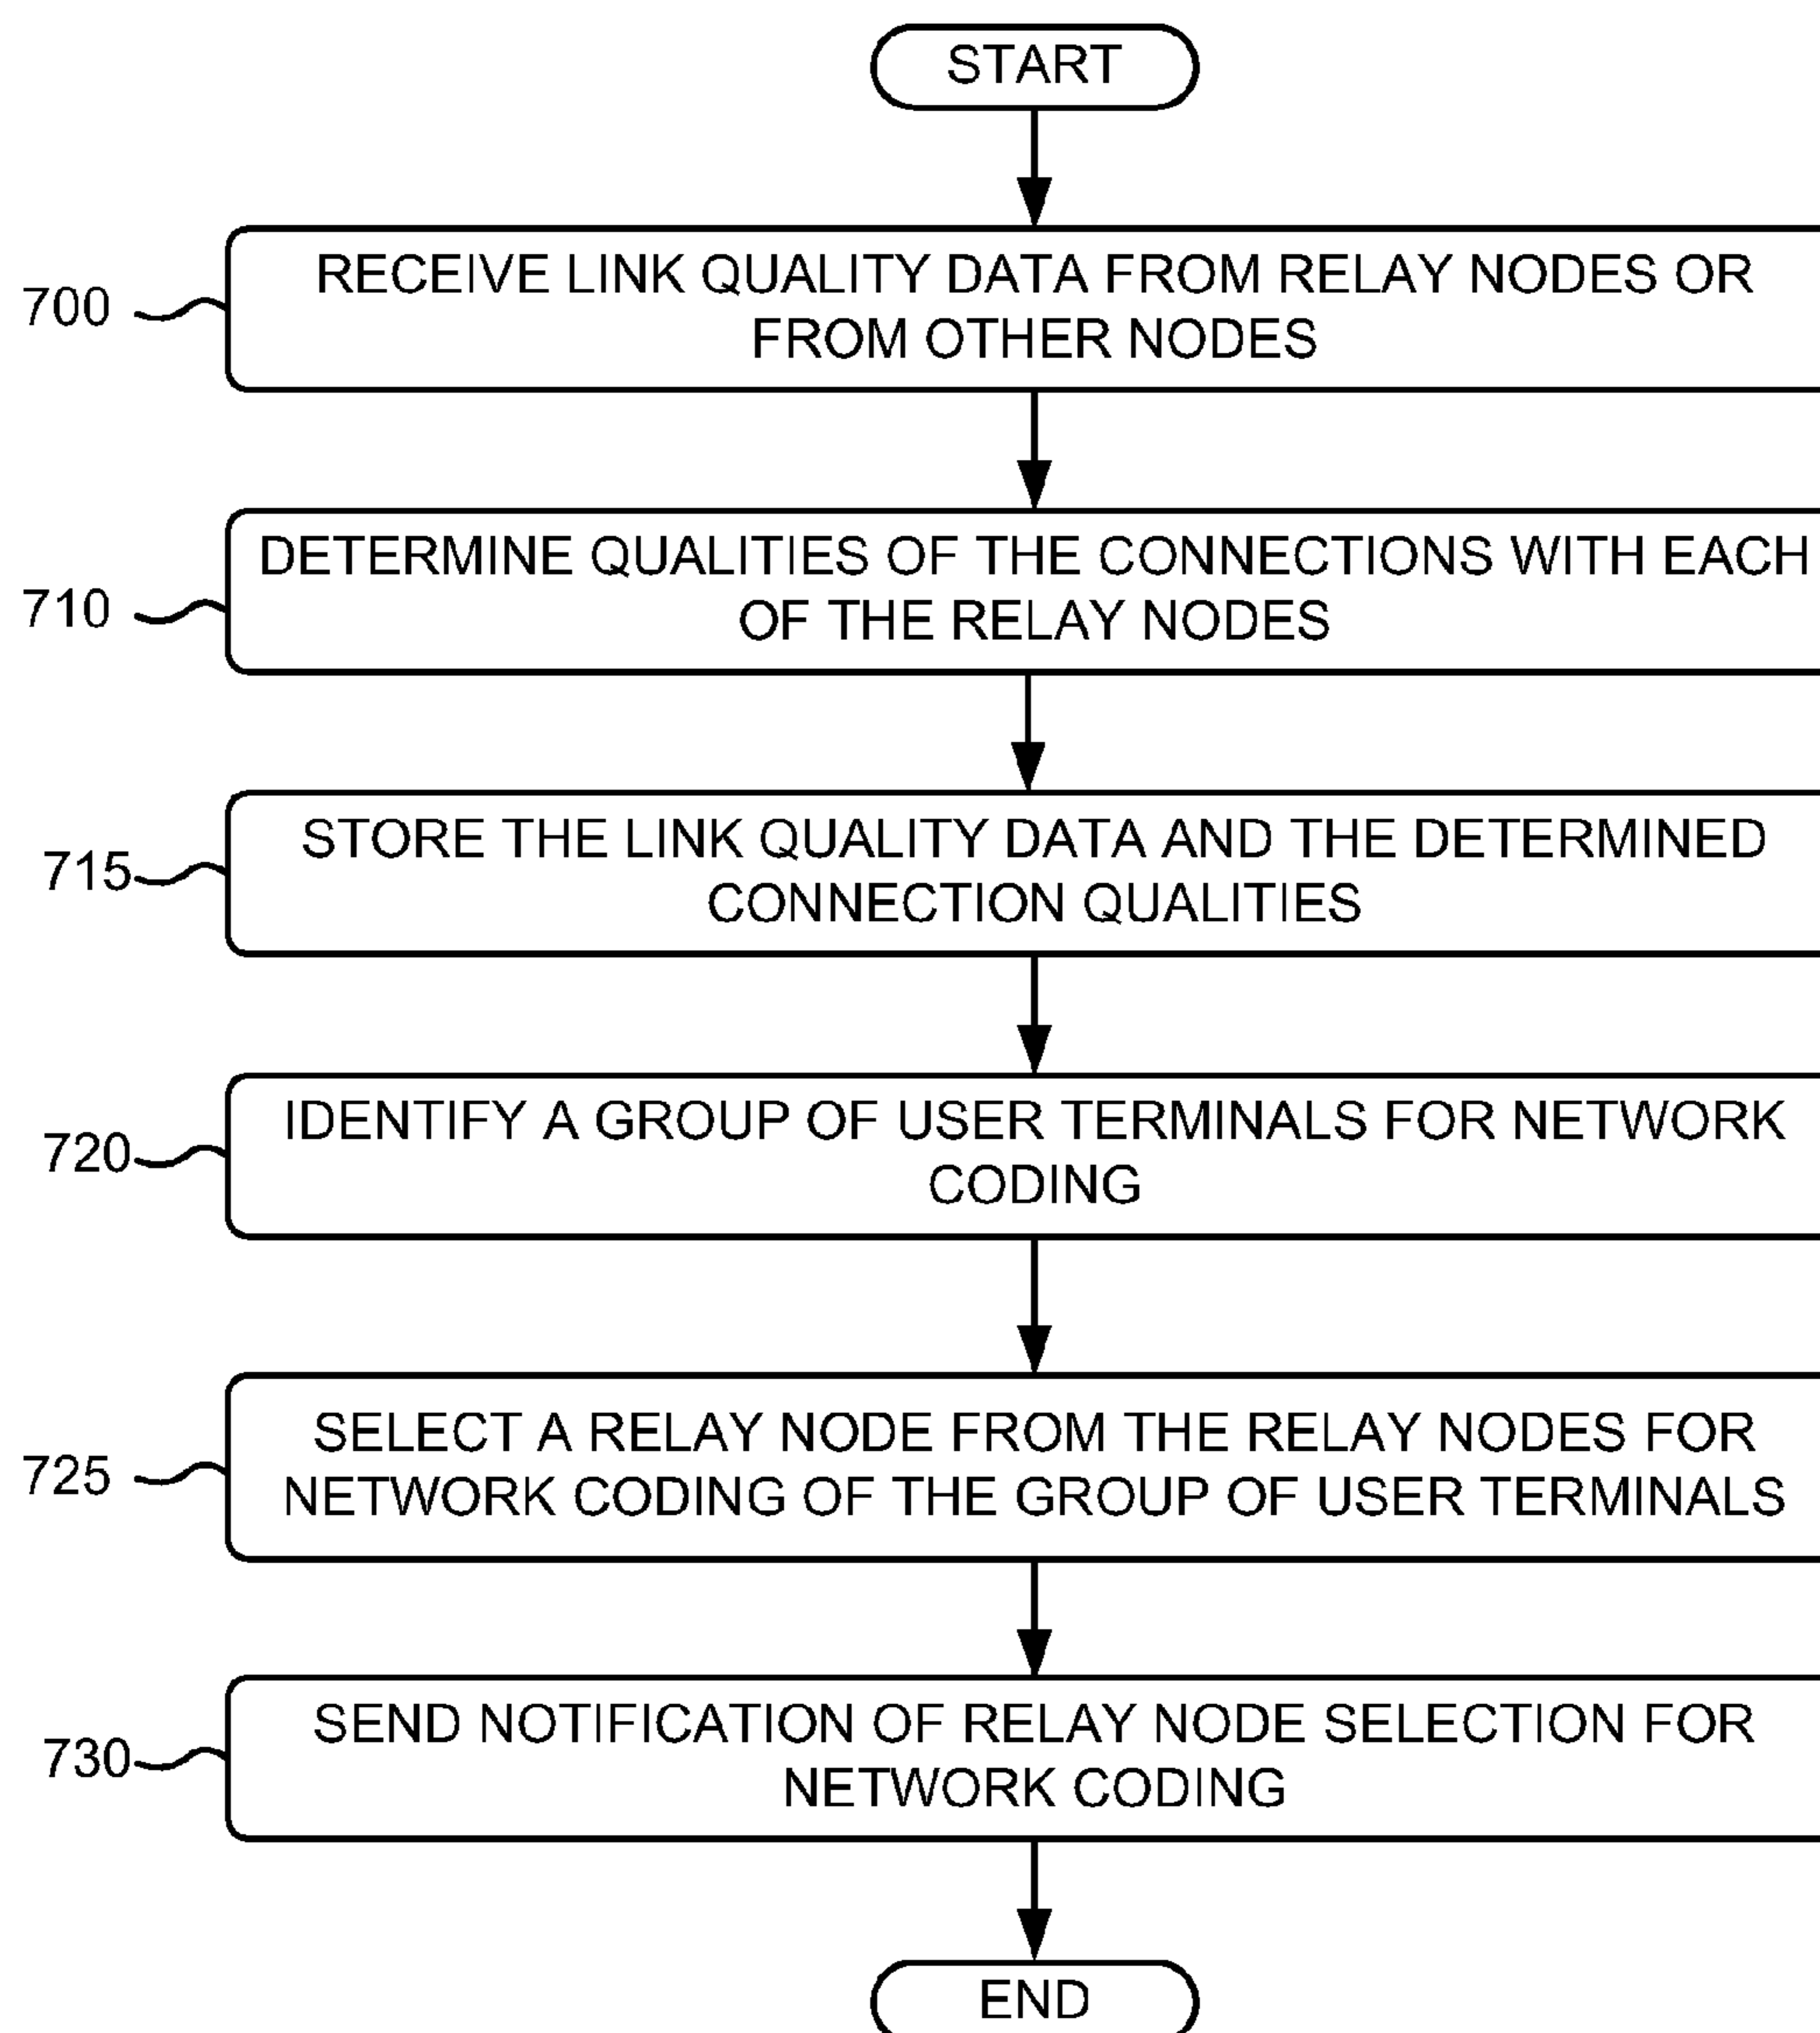 START
700
RECEIVE LINK QUALITY DATA FROM RELAY NODES OR
FROM OTHER NODES
710
DETERMINE QUALITIES OF THE CONNECTIONS WITH EACH
OF THE RELAY NODES
715
STORE THE LINK QUALITY DATA AND THE DETERMINED
CONNECTION QUALITIES
720
IDENTIFY A GROUP OF USER TERMINALS FOR NETWORK
CODING
725
SELECT A RELAY NODE FROM THE RELAY NODES FOR
NETWORK CODING OF THE GROUP OF USER TERMINALS
730
SEND NOTIFICATION OF RELAY NODE SELECTION FOR
NETWORK CODING
END